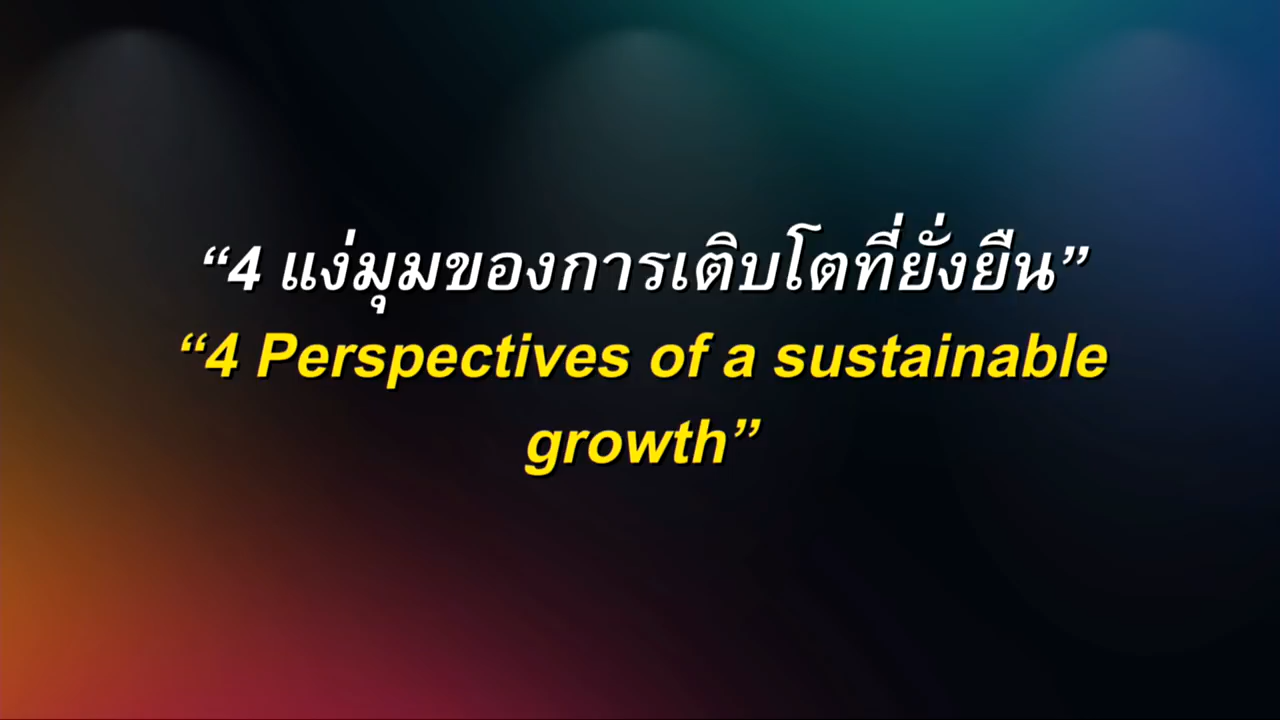 “4 แง่มุมของการเติบโตที่ยั่งยืน”
“4 Perspectives of a sustainable
growth”